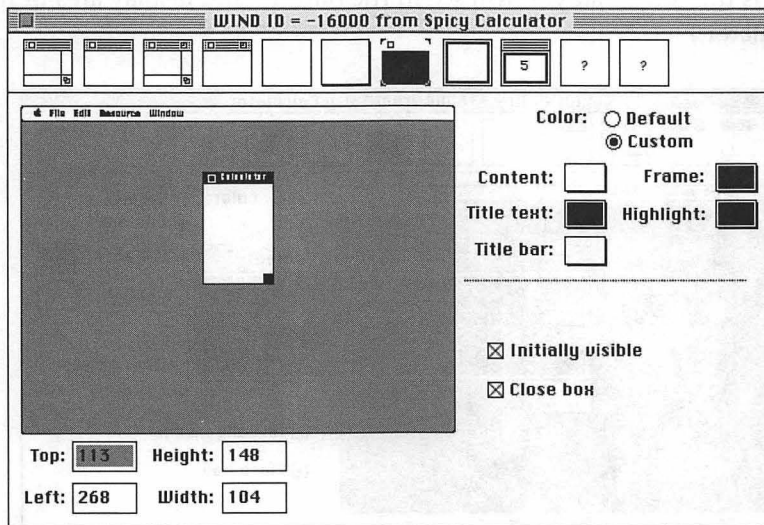 WIND ID = -16000 from Spicy Calculator
5 ? ?
File Edit Resource Window
Calculator
Color: Default
Custom
Content: Frame:
Title text: Highlight:
Title bar:
Initially visible
Close box
Top: 113 Height: 148
Left: 268 Width: 104